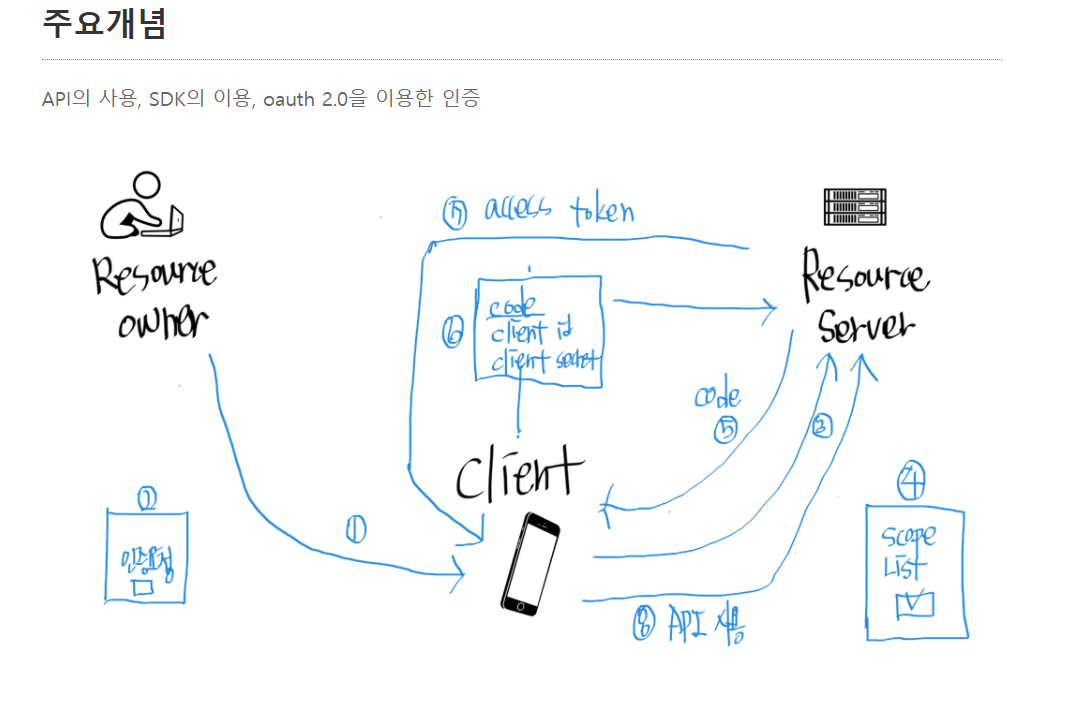 주요개념
API의 사용, SDK의 이용, oauth 2.0을 이용한 인증
⑦ access token
Resource
owner
Resource
Server
⑥
code
client id
client secret
code
⑤
③
Client
④
scope
LIST
②
인증요청
①
⑧ API 사용